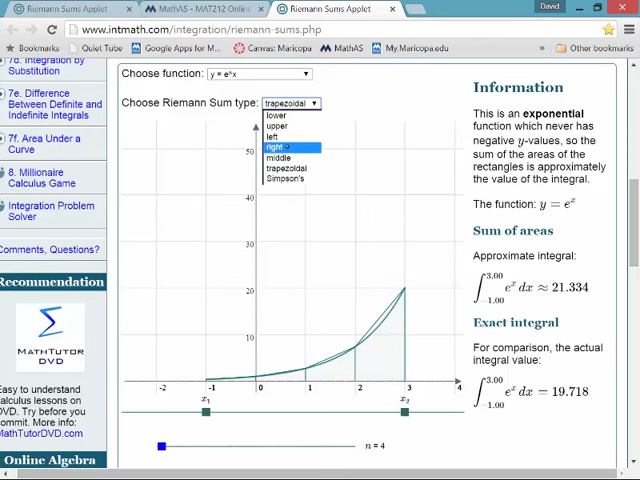 Riemann Sums Applet
MathAS - MAT212 Onlin
Riemann Sums Applet
David
www.intmath.com/integration/riemann-sums.php
Bookmarks
Quiet Tube
Google Apps for M...
Canvas: Maricopa
MathAS
My.Maricopa.edu
Other bookmarks
7d. Integration by
Substitution
7e. Difference
Between Definite and
Indefinite Integrals
7f. Area Under a
Curve
8. Millionaire
Calculus Game
Integration Problem
Solver
Comments, Questions?
Recommendation
MathTutor
DVD
Easy to understand
calculus lessons on
DVD. Try before you
commit. More info:
MathTutorDVD.com
Online Algebra
Choose function:
y = e^x
Choose Riemann Sum type:
trapezoidal
lower
upper
left
right
middle
trapezoidal
Simpson's
50
40
30
20
10
-2 -1 0 1 2 3 4
x₁ x₂
n = 4
Information
This is an exponential
function which never has
negative y-values, so the
sum of the areas of the
rectangles is approximately
the value of the integral.
The function: y = eˣ
Sum of areas
Approximate integral:
∫₋₁.₀₀³·⁰⁰ eˣ dx ≈ 21.334
Exact integral
For comparison, the actual
integral value:
∫₋₁.₀₀³·⁰⁰ eˣ dx = 19.718